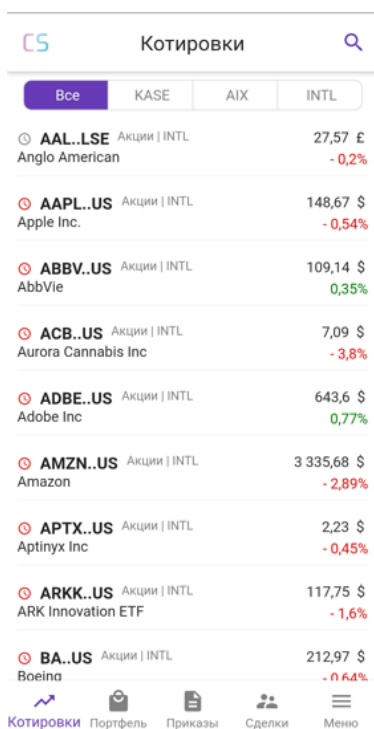 CS Котировки
Все KASE AIX INTL
AAL..LSE Акции | INTL 27,57 £
Anglo American - 0,2%
AAPL..US Акции | INTL 148,67 $
Apple Inc. - 0,54%
ABBV..US Акции | INTL 109,14 $
AbbVie 0,35%
ACB..US Акции | INTL 7,09 $
Aurora Cannabis Inc - 3,8%
ADBE..US Акции | INTL 643,6 $
Adobe Inc 0,77%
AMZN..US Акции | INTL 3 335,68 $
Amazon - 2,89%
APTX..US Акции | INTL 2,23 $
Aptinyx Inc - 0,45%
ARKK..US Акции | INTL 117,75 $
ARK Innovation ETF - 1,6%
BA..US Акции | INTL 212,97 $
Boeing - 0,64%
Котировки Портфель Приказы Сделки Меню